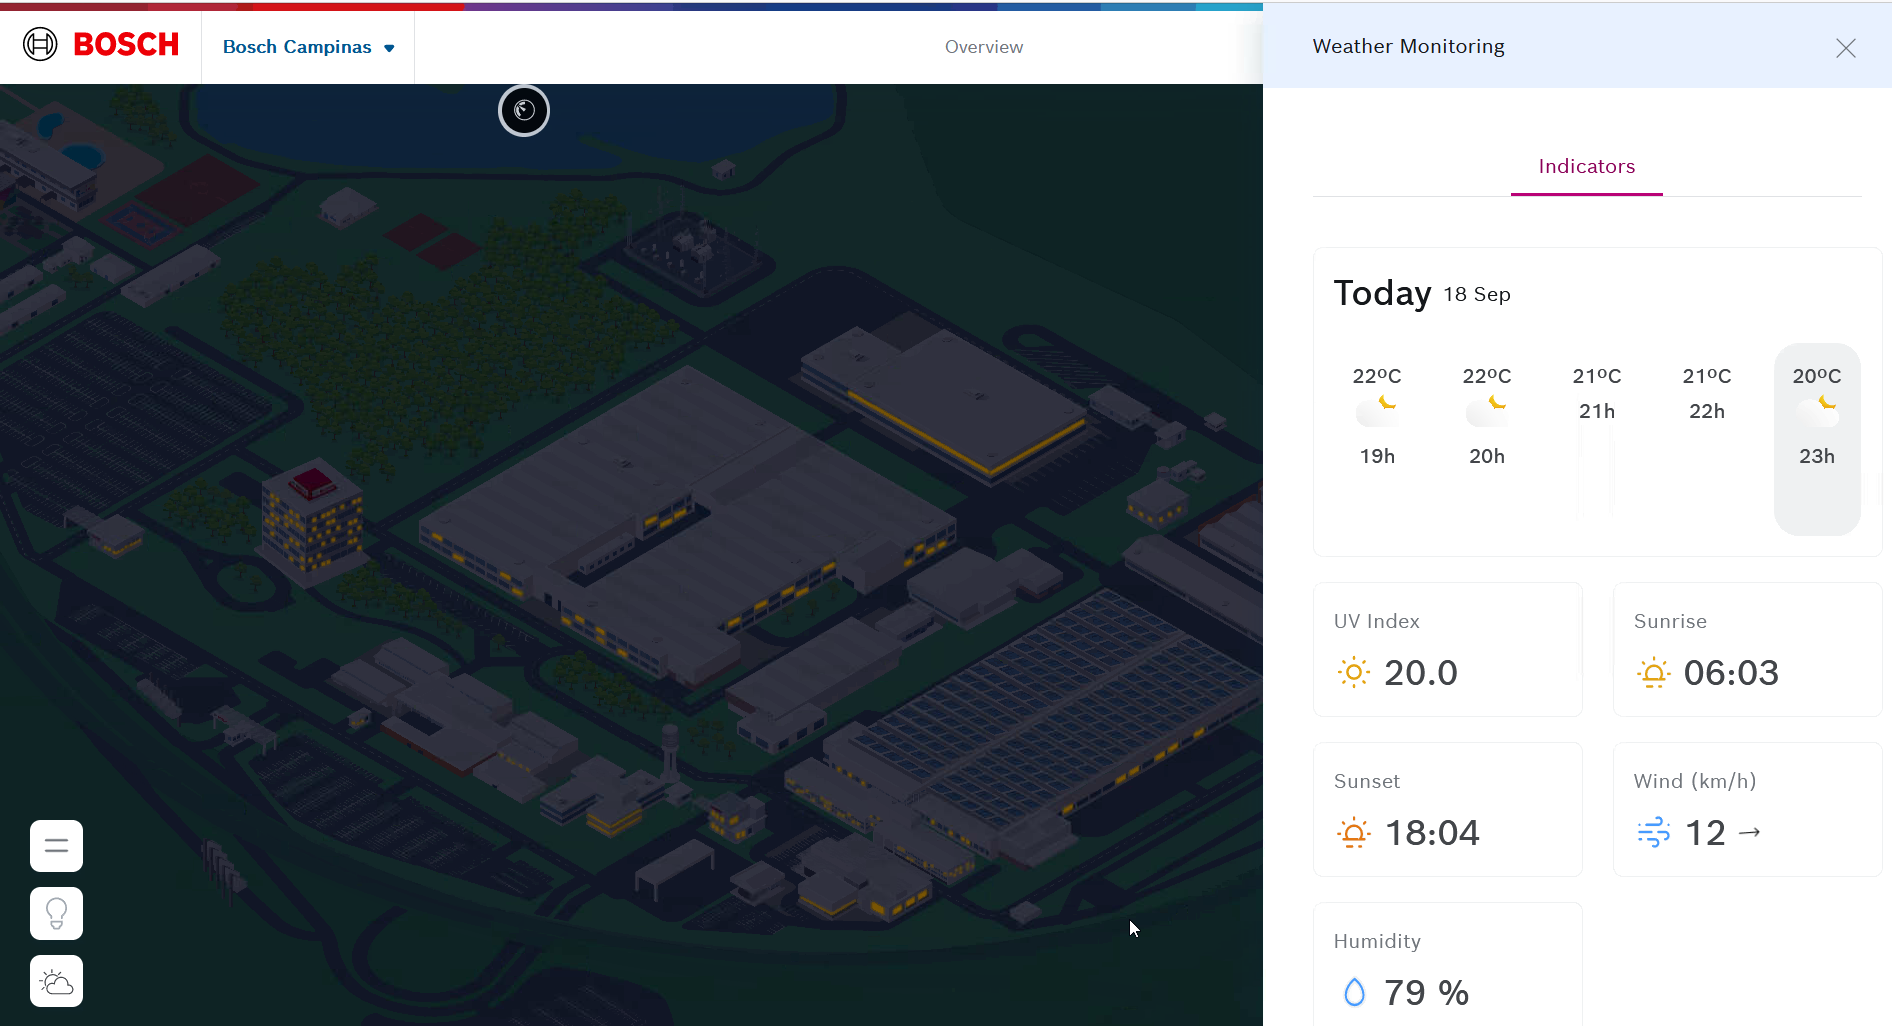 BOSCH
Bosch Campinas
Overview
Weather Monitoring
Indicators
Today 18 Sep
22ºC 22ºC 21ºC 21ºC 20ºC
21h 22h
19h 20h 23h
UV Index
20.0
Sunrise
06:03
Sunset
18:04
Wind (km/h)
12 →
Humidity
79 %